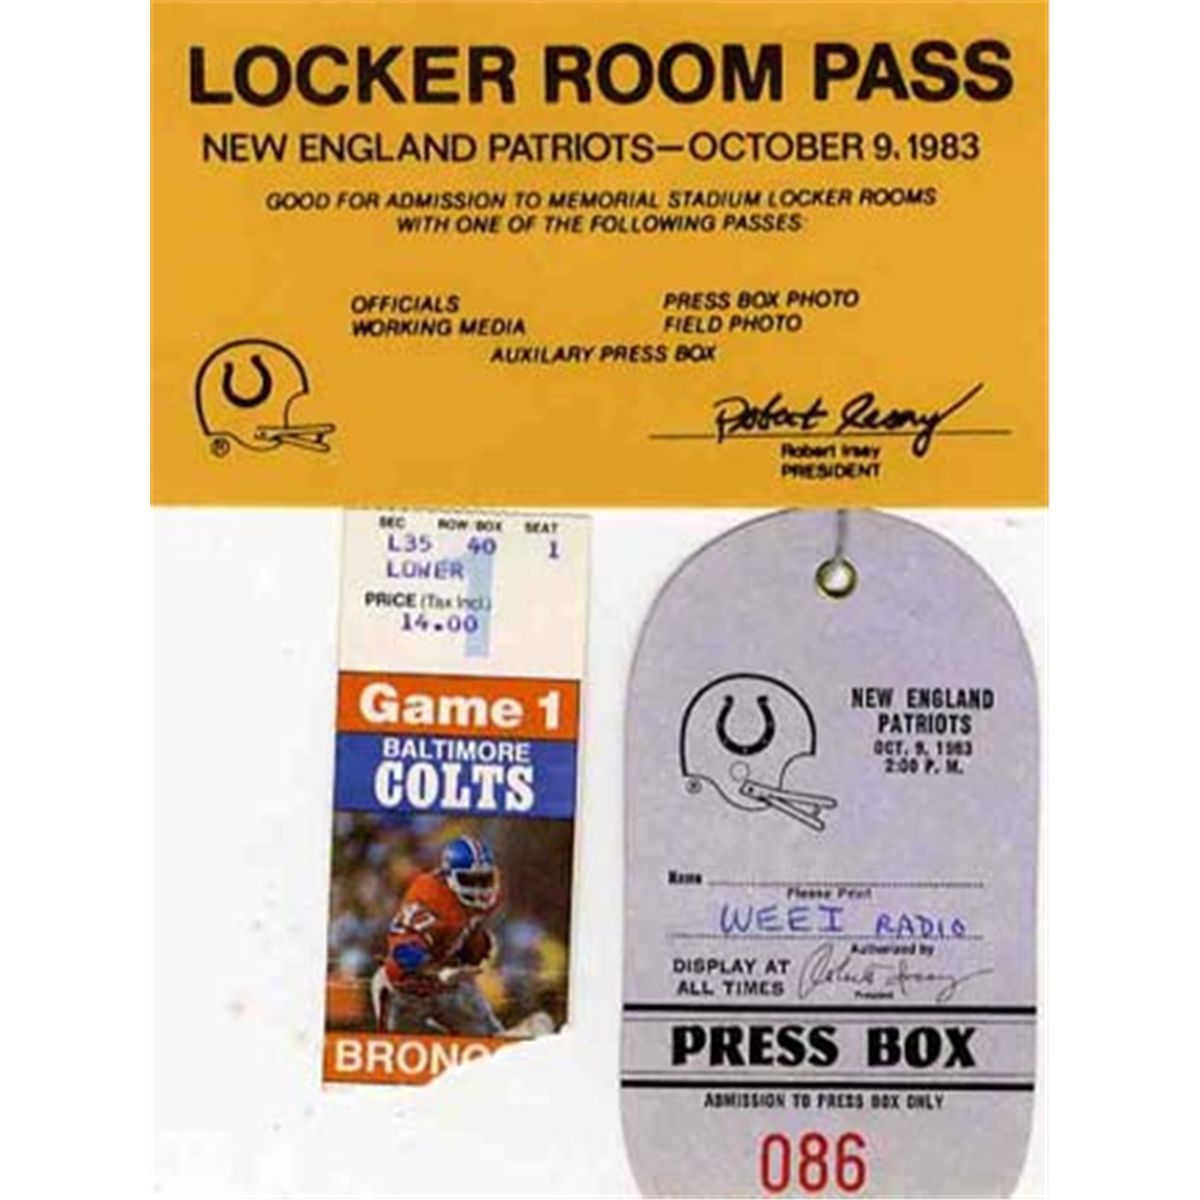 LOCKER ROOM PASS
NEW ENGLAND PATRIOTS—OCTOBER 9, 1983
GOOD FOR ADMISSION TO MEMORIAL STADIUM LOCKER ROOMS
WITH ONE OF THE FOLLOWING PASSES
OFFICIALS PRESS BOX PHOTO
WORKING MEDIA FIELD PHOTO
AUXILARY PRESS BOX
Robert Irsay
Robert Irsay
PRESIDENT
®
SEC ROW/BOX SEAT
L35 40 1
LOWER
PRICE (Tax Incl.)
14.00
Game 1
BALTIMORE
COLTS
BRONC
NEW ENGLAND
PATRIOTS
OCT. 9, 1983
2:00 P. M.
®
Name
Please Print
WEEI RADIO
Authorized by
DISPLAY AT
ALL TIMES
Robert Irsay
President
PRESS BOX
ADMISSION TO PRESS BOX ONLY
086